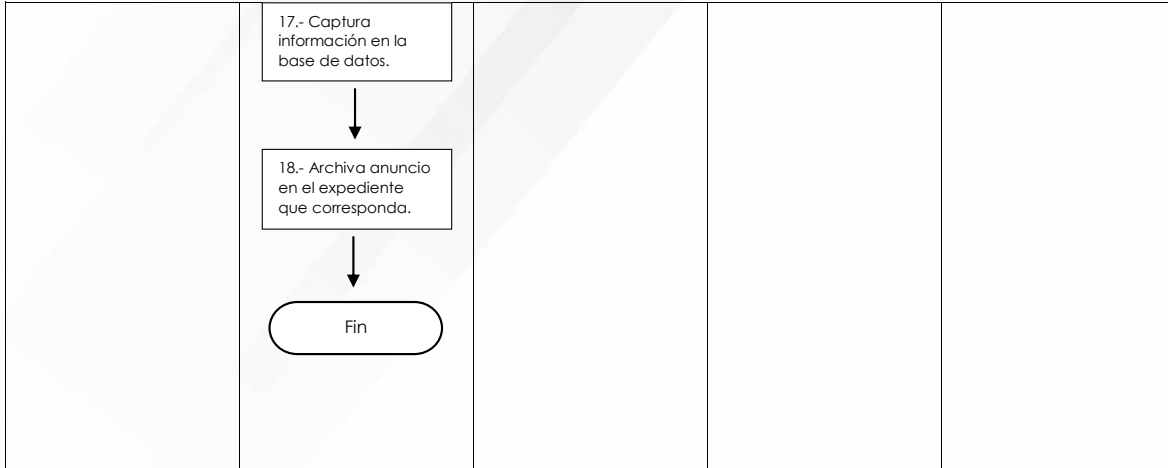 17.- Captura
información en la
base de datos.
18.- Archiva anuncio
en el expediente
que corresponda.
Fin